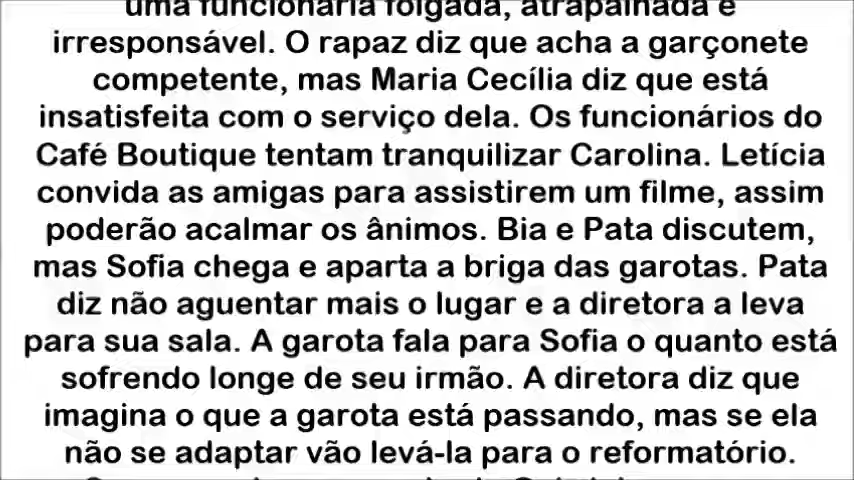 uma funcionária folgada, atrapalhada e
irresponsável. O rapaz diz que acha a garçonete
competente, mas Maria Cecília diz que está
insatisfeita com o serviço dela. Os funcionários do
Café Boutique tentam tranquilizar Carolina. Letícia
convida as amigas para assistirem um filme, assim
poderão acalmar os ânimos. Bia e Pata discutem,
mas Sofia chega e aparta a briga das garotas. Pata
diz não aguentar mais o lugar e a diretora a leva
para sua sala. A garota fala para Sofia o quanto está
sofrendo longe de seu irmão. A diretora diz que
imagina o que a garota está passando, mas se ela
não se adaptar vão levá-la para o reformatório.